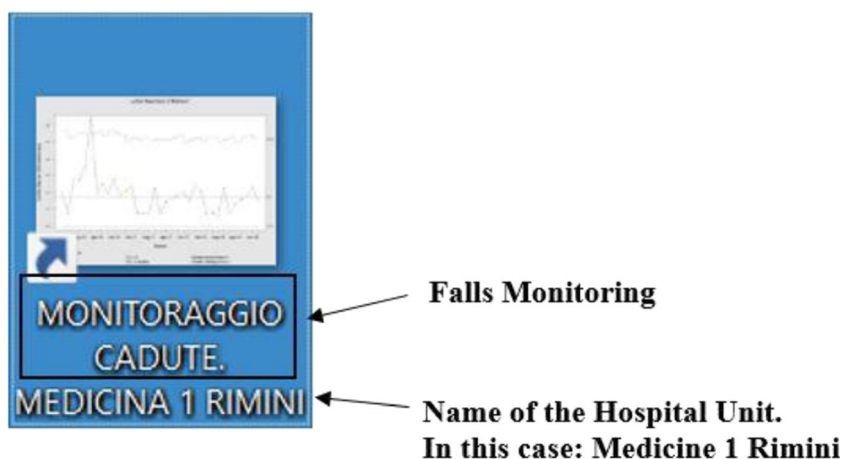 MONITORAGGIO
CADUTE.
MEDICINA 1 RIMINI
Falls Monitoring
Name of the Hospital Unit.
In this case: Medicine 1 Rimini